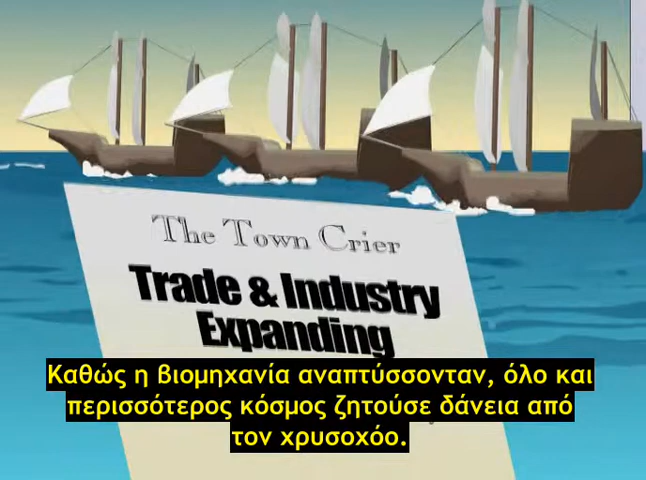 The Town Crier
Trade & Industry
Expanding
Καθώς η βιομηχανία αναπτύσσονταν, όλο και
περισσότερος κόσμος ζητούσε δάνεια από
τον χρυσοχόο.